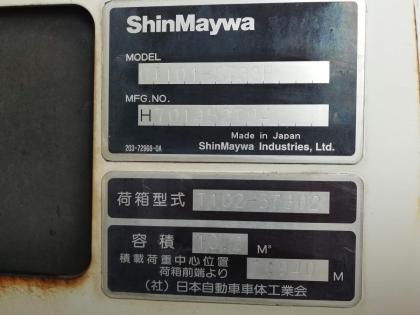 ShinMaywa
MODEL
MFG.NO.
H
Made in Japan
203-72968-0A
ShinMaywa Industries, Ltd.
荷箱型式
容積 M³
積載荷重中心位置
荷箱前端より M
(社)日本自動車車体工業会